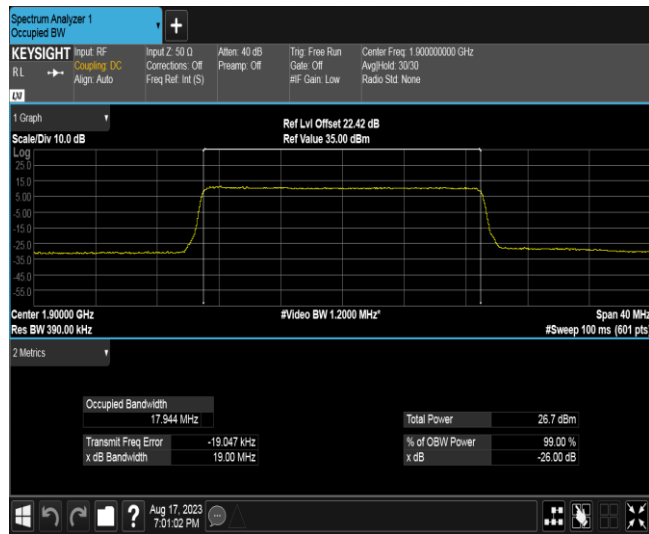 Spectrum Analyzer 1
Occupied BW
+
KEYSIGHT
RL
LXI
Input: RF
Coupling: DC
Align: Auto
Input Z: 50 Ω
Corrections: Off
Freq Ref: Int (S)
Atten: 40 dB
Preamp: Off
Trig: Free Run
Gate: Off
#IF Gain: Low
Center Freq: 1.900000000 GHz
Avg|Hold: 30/30
Radio Std: None
1 Graph
Scale/Div 10.0 dB
Ref Lvl Offset 22.42 dB
Ref Value 35.00 dBm
Log
25.0
15.0
5.00
-5.00
-15.0
-25.0
-35.0
-45.0
-55.0
Center 1.90000 GHz
#Video BW 1.2000 MHz*
Span 40 MHz
Res BW 390.00 kHz
#Sweep 100 ms (601 pts)
2 Metrics
Occupied Bandwidth
17.944 MHz
Total Power 26.7 dBm
Transmit Freq Error -19.047 kHz
% of OBW Power 99.00 %
x dB Bandwidth 19.00 MHz
x dB -26.00 dB
?
Aug 17, 2023
7:01:02 PM